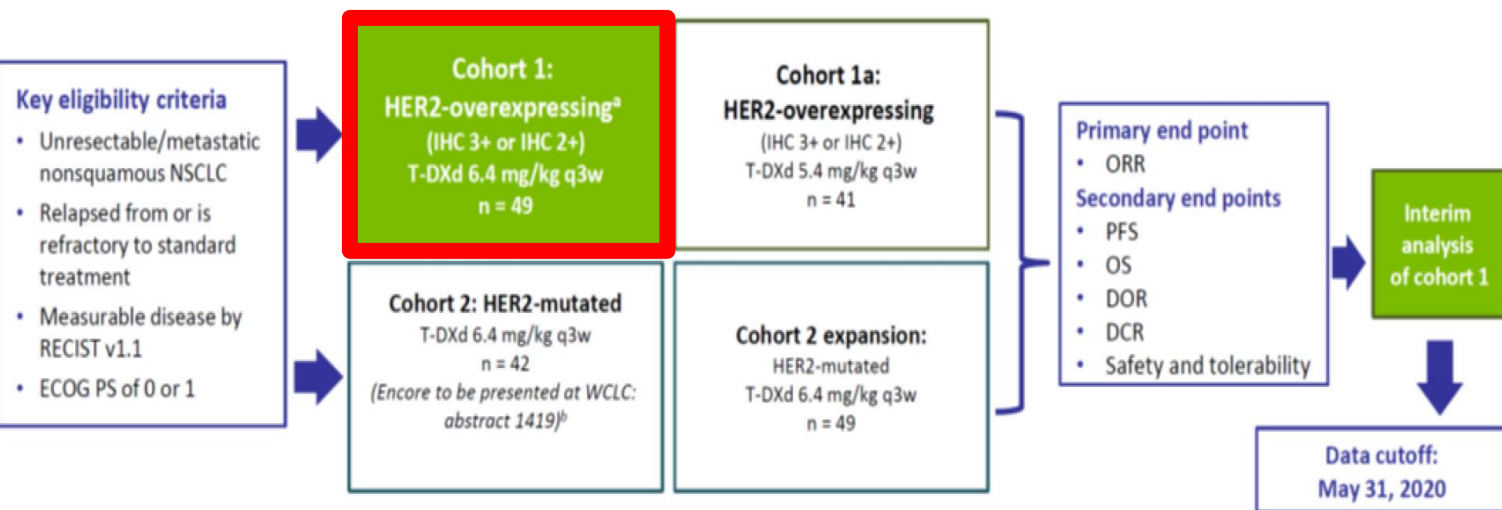 Key eligibility criteria
• Unresectable/metastatic
nonsquamous NSCLC
• Relapsed from or is
refractory to standard
treatment
• Measurable disease by
RECIST v1.1
• ECOG PS of 0 or 1
Cohort 1:
HER2-overexpressingᵃ
(IHC 3+ or IHC 2+)
T-DXd 6.4 mg/kg q3w
n = 49
Cohort 1a:
HER2-overexpressing
(IHC 3+ or IHC 2+)
T-DXd 5.4 mg/kg q3w
n = 41
Cohort 2: HER2-mutated
T-DXd 6.4 mg/kg q3w
n = 42
(Encore to be presented at WCLC:
abstract 1419)ᵇ
Cohort 2 expansion:
HER2-mutated
T-DXd 6.4 mg/kg q3w
n = 49
Primary end point
• ORR
Secondary end points
• PFS
• OS
• DOR
• DCR
• Safety and tolerability
Interim
analysis
of cohort 1
Data cutoff:
May 31, 2020